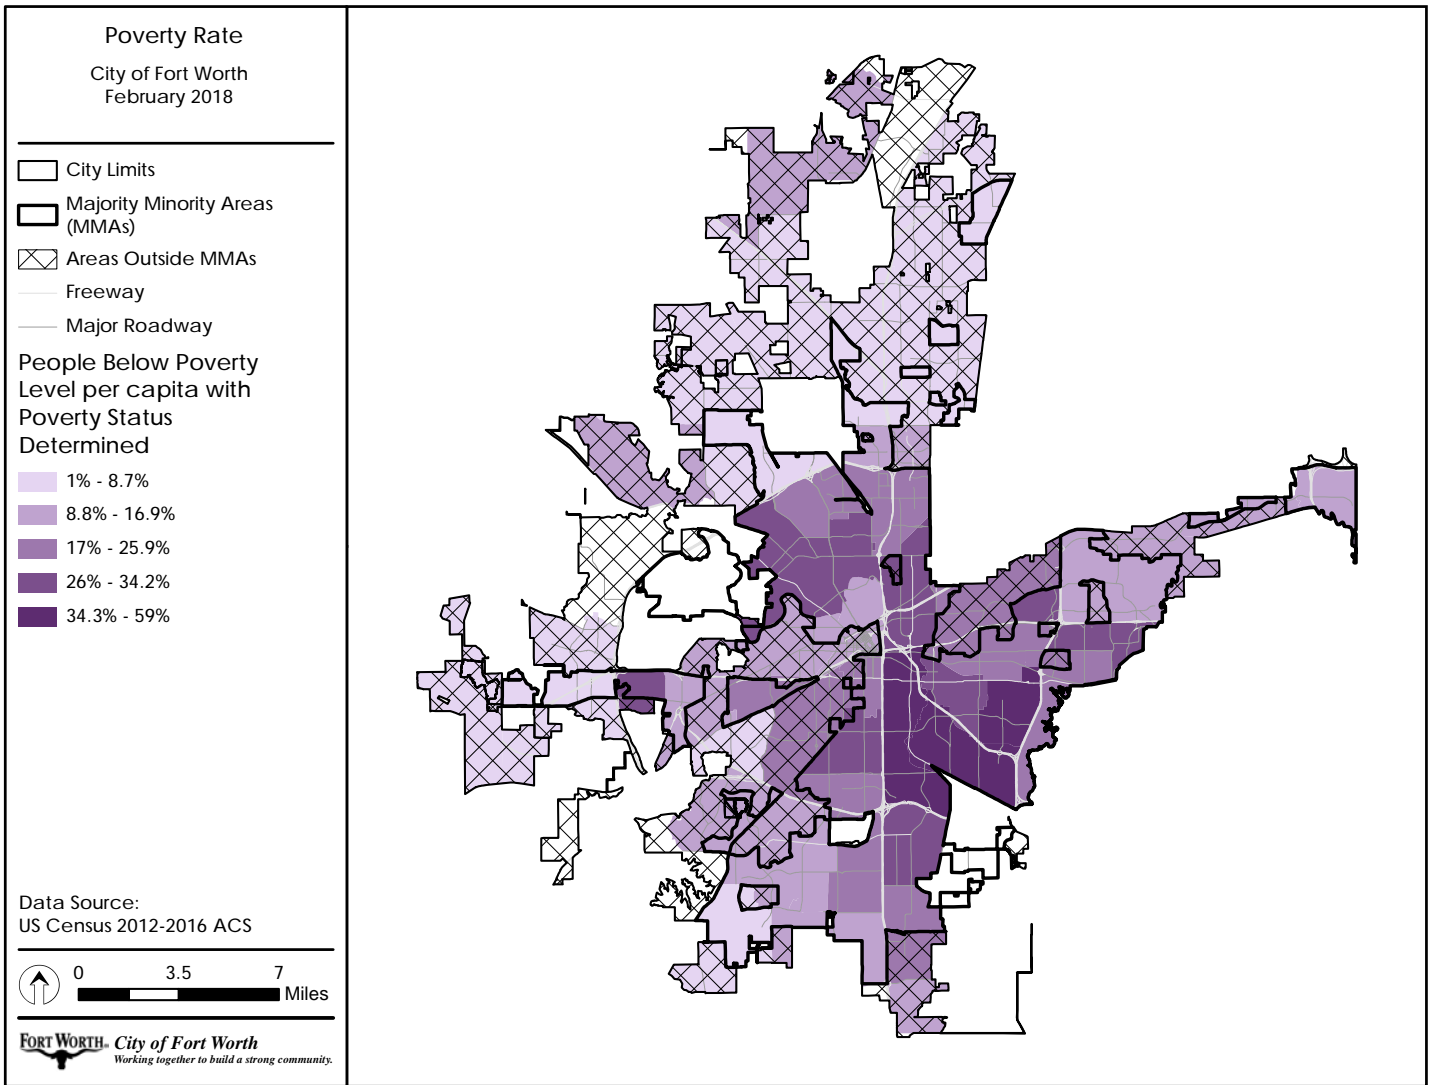 Poverty Rate
City of Fort Worth
February 2018
City Limits
Majority Minority Areas
(MMAs)
Areas Outside MMAs
Freeway
Major Roadway
People Below Poverty
Level per capita with
Poverty Status
Determined
1% - 8.7%
8.8% - 16.9%
17% - 25.9%
26% - 34.2%
34.3% - 59%
Data Source:
US Census 2012-2016 ACS
0 3.5 7
Miles
FORT WORTH® City of Fort Worth
Working together to build a strong community.